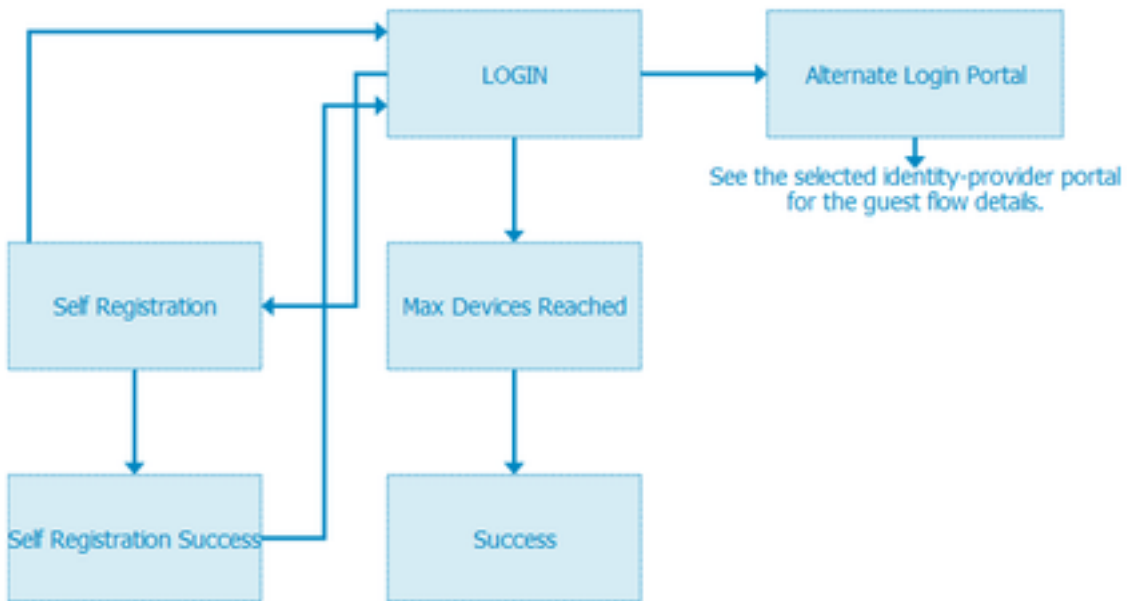 LOGIN
Alternate Login Portal
See the selected identity-provider portal
for the guest flow details.
Self Registration
Max Devices Reached
Self Registration Success
Success